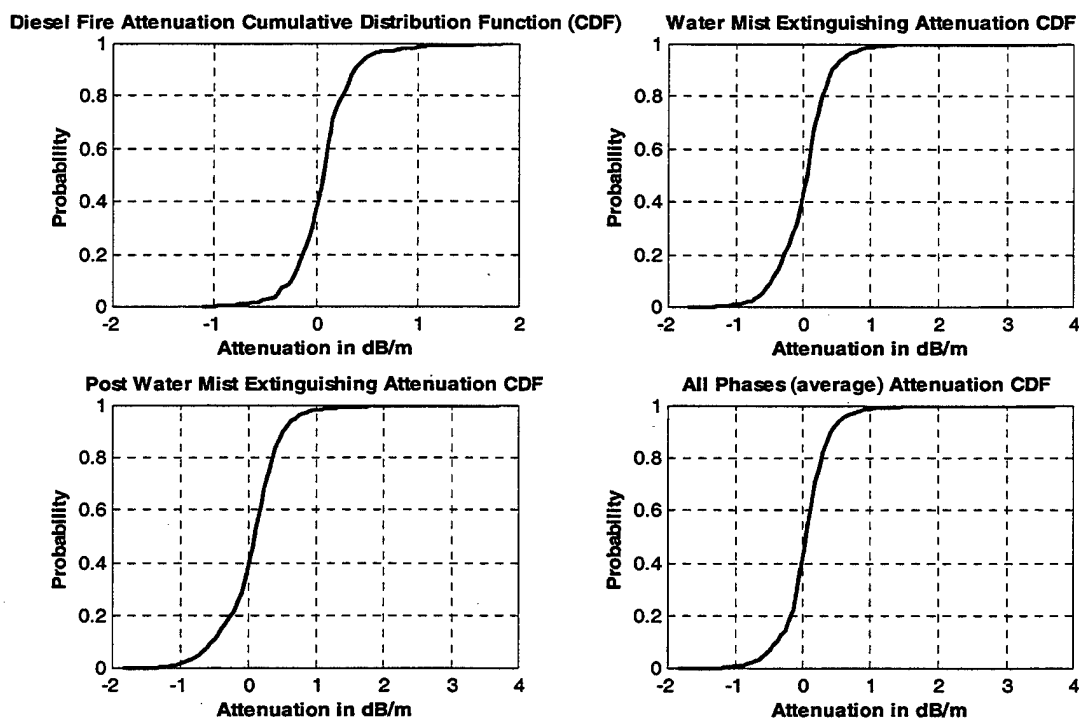 Diesel Fire Attenuation Cumulative Distribution Function (CDF)
1
0.8
0.6
0.4
0.2
0
Probability
-2 -1 0 1 2
Attenuation in dB/m
Water Mist Extinguishing Attenuation CDF
1
0.8
0.6
0.4
0.2
0
Probability
-2 -1 0 1 2 3 4
Attenuation in dB/m
Post Water Mist Extinguishing Attenuation CDF
1
0.8
0.6
0.4
0.2
0
Probability
-2 -1 0 1 2 3 4
Attenuation in dB/m
All Phases (average) Attenuation CDF
1
0.8
0.6
0.4
0.2
0
Probability
-2 -1 0 1 2 3 4
Attenuation in dB/m